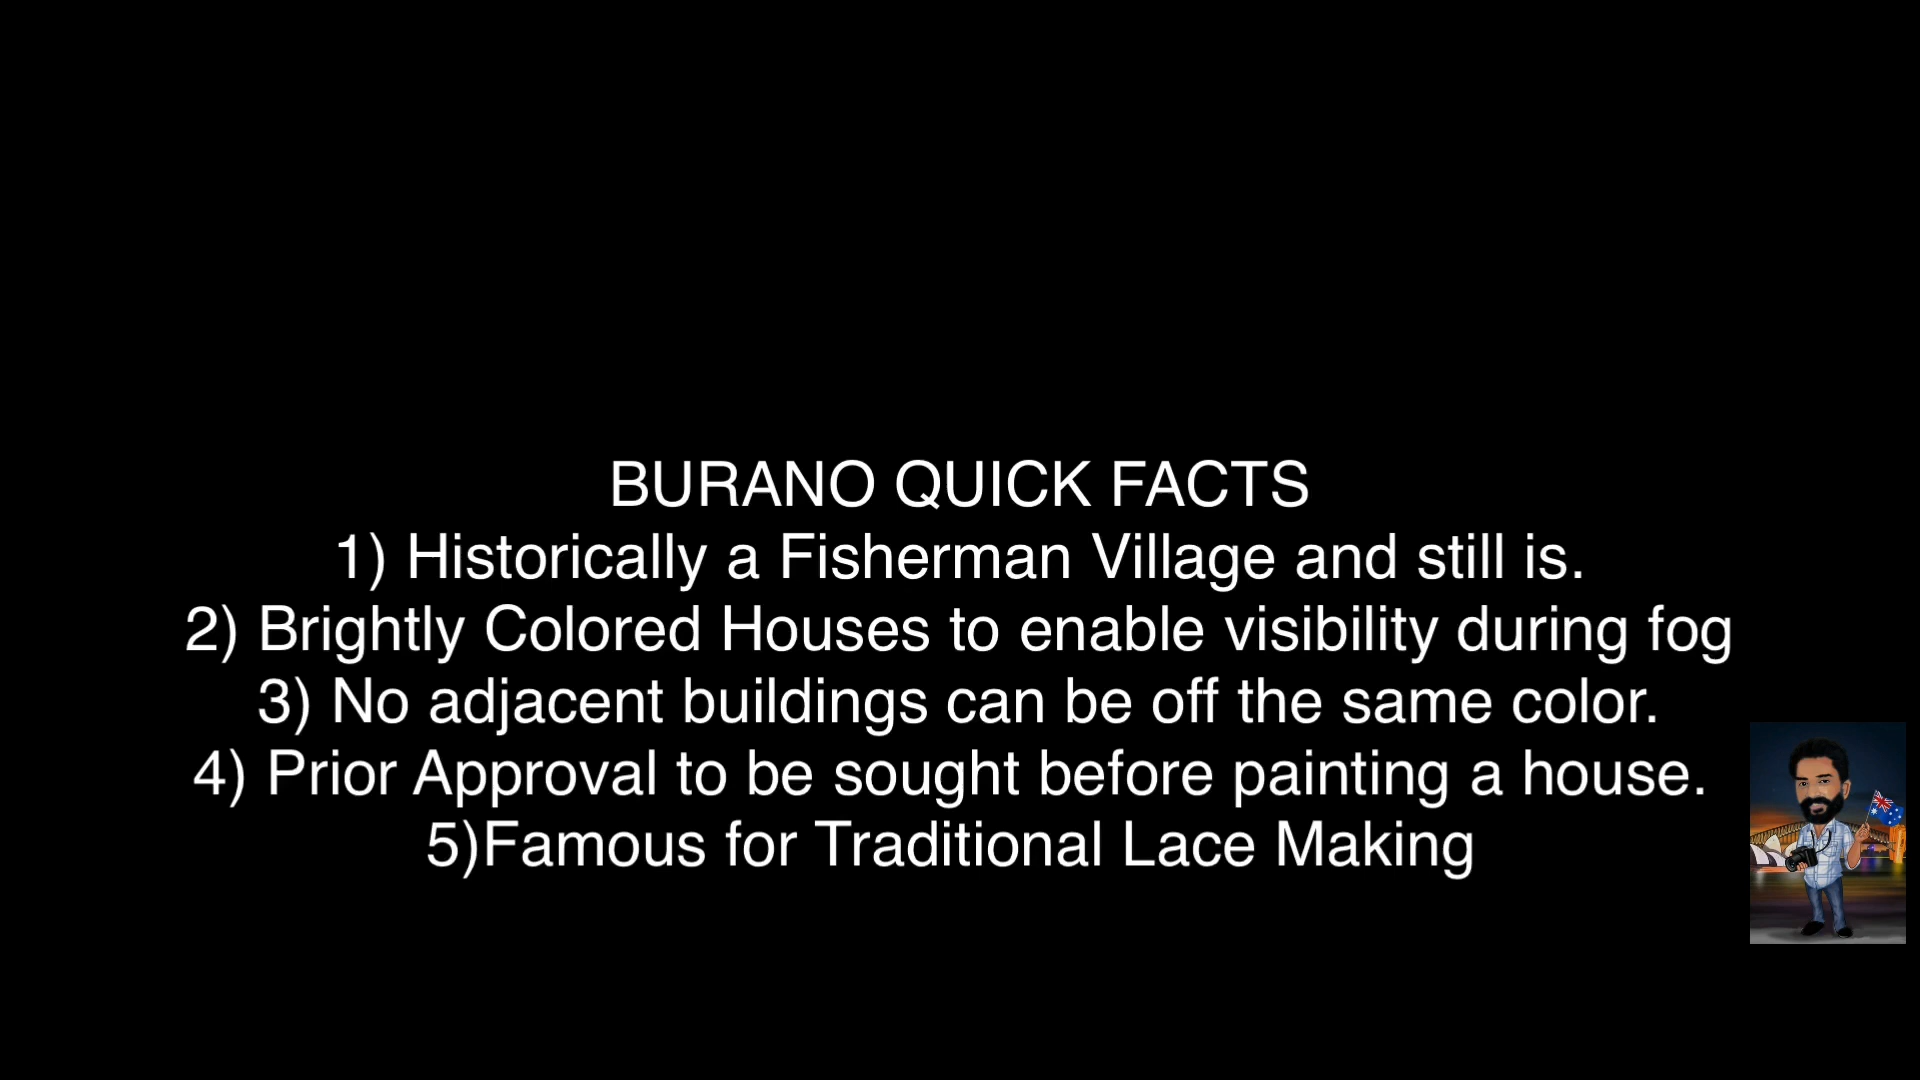 BURANO QUICK FACTS
1) Historically a Fisherman Village and still is.
2) Brightly Colored Houses to enable visibility during fog
3) No adjacent buildings can be off the same color.
4) Prior Approval to be sought before painting a house.
5)Famous for Traditional Lace Making